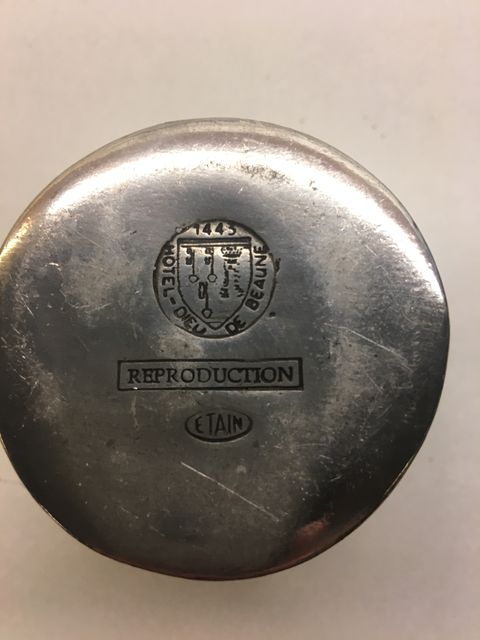 1443
HOTEL-DIEU DE BEAUNE
REPRODUCTION
ETAIN